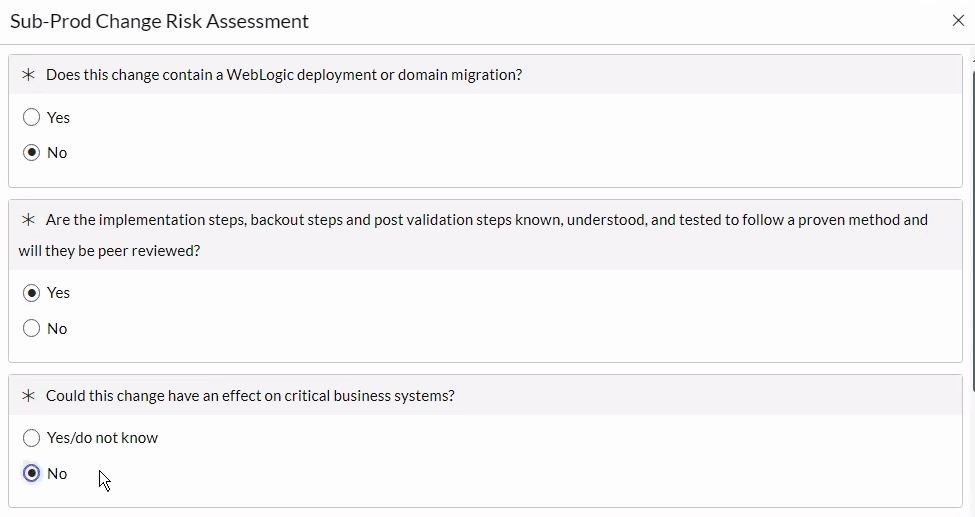 Sub-Prod Change Risk Assessment
* Does this change contain a WebLogic deployment or domain migration?
Yes
No
* Are the implementation steps, backout steps and post validation steps known, understood, and tested to follow a proven method and
will they be peer reviewed?
Yes
No
* Could this change have an effect on critical business systems?
Yes/do not know
No